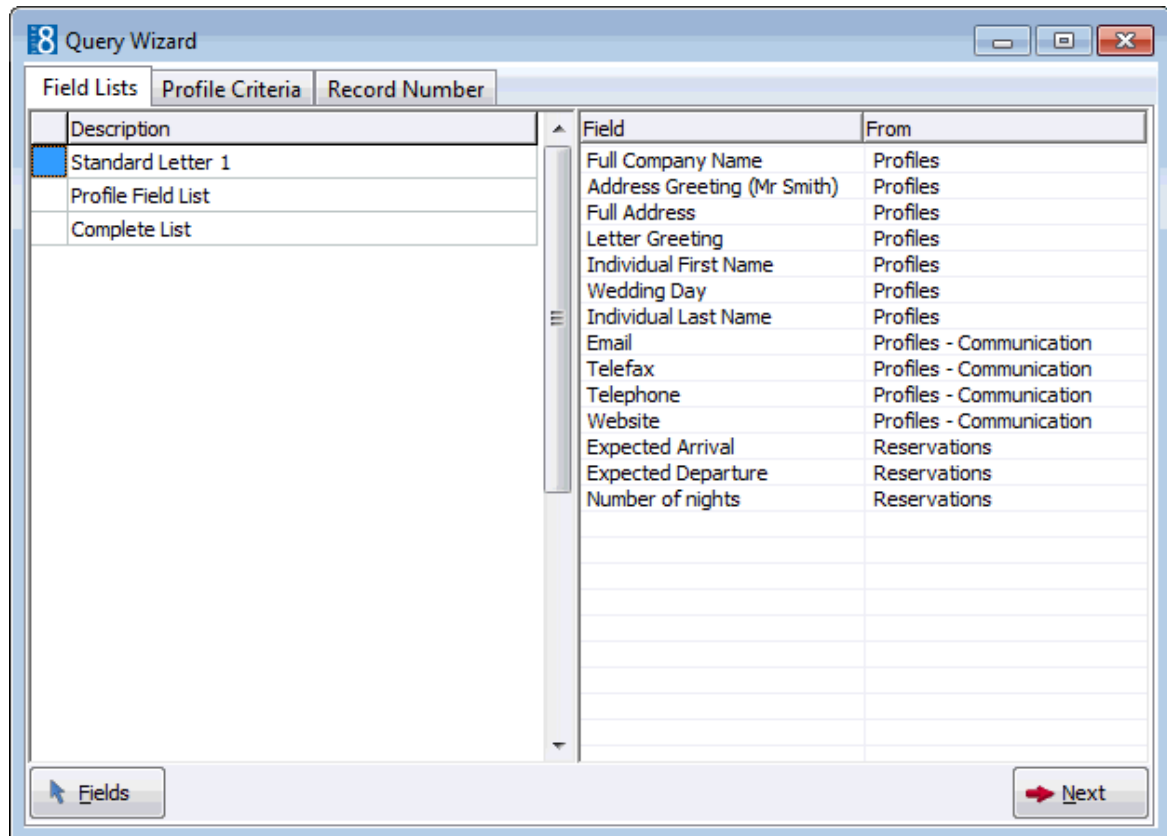 8 Query Wizard
Field Lists Profile Criteria Record Number
Description
Standard Letter 1
Profile Field List
Complete List
Field From
Full Company Name Profiles
Address Greeting (Mr Smith) Profiles
Full Address Profiles
Letter Greeting Profiles
Individual First Name Profiles
Wedding Day Profiles
Individual Last Name Profiles
Email Profiles - Communication
Telefax Profiles - Communication
Telephone Profiles - Communication
Website Profiles - Communication
Expected Arrival Reservations
Expected Departure Reservations
Number of nights Reservations
Fields Next